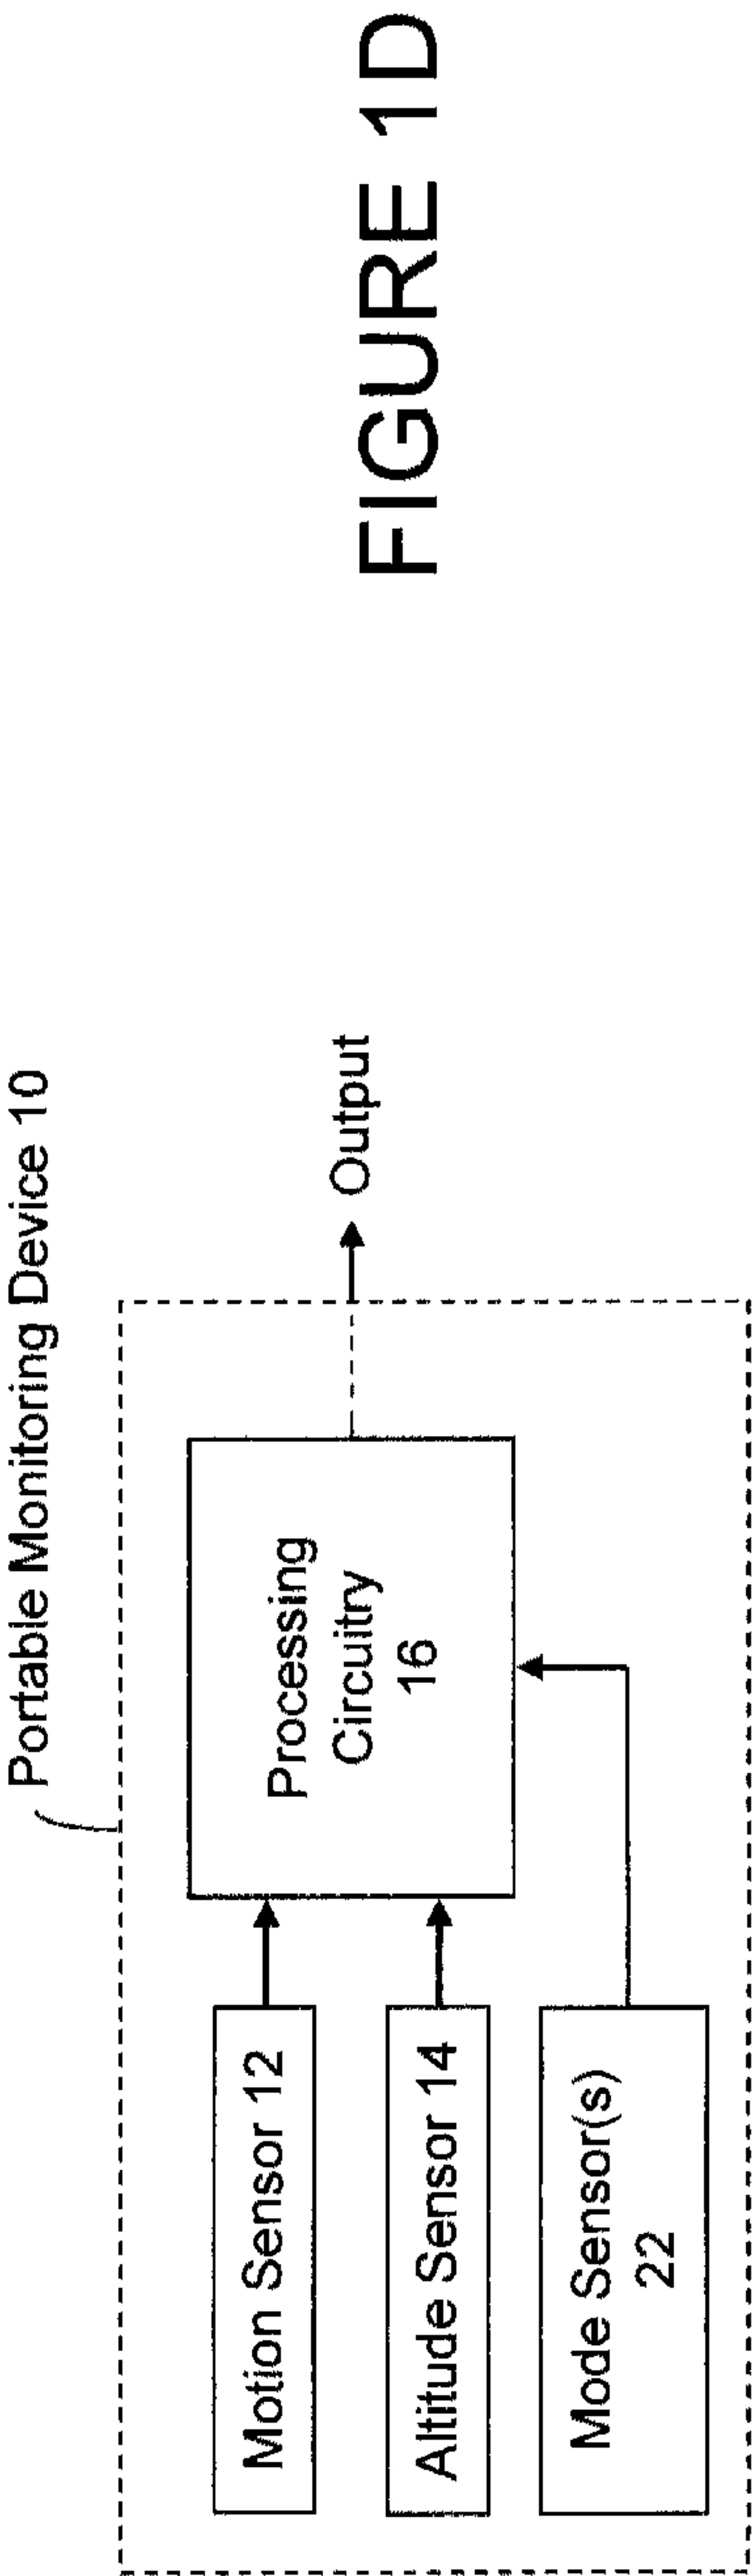 Portable Monitoring Device 10
Motion Sensor 12
Altitude Sensor 14
Mode Sensor(s)
22
Processing
Circuitry
16
Output
FIGURE 1D